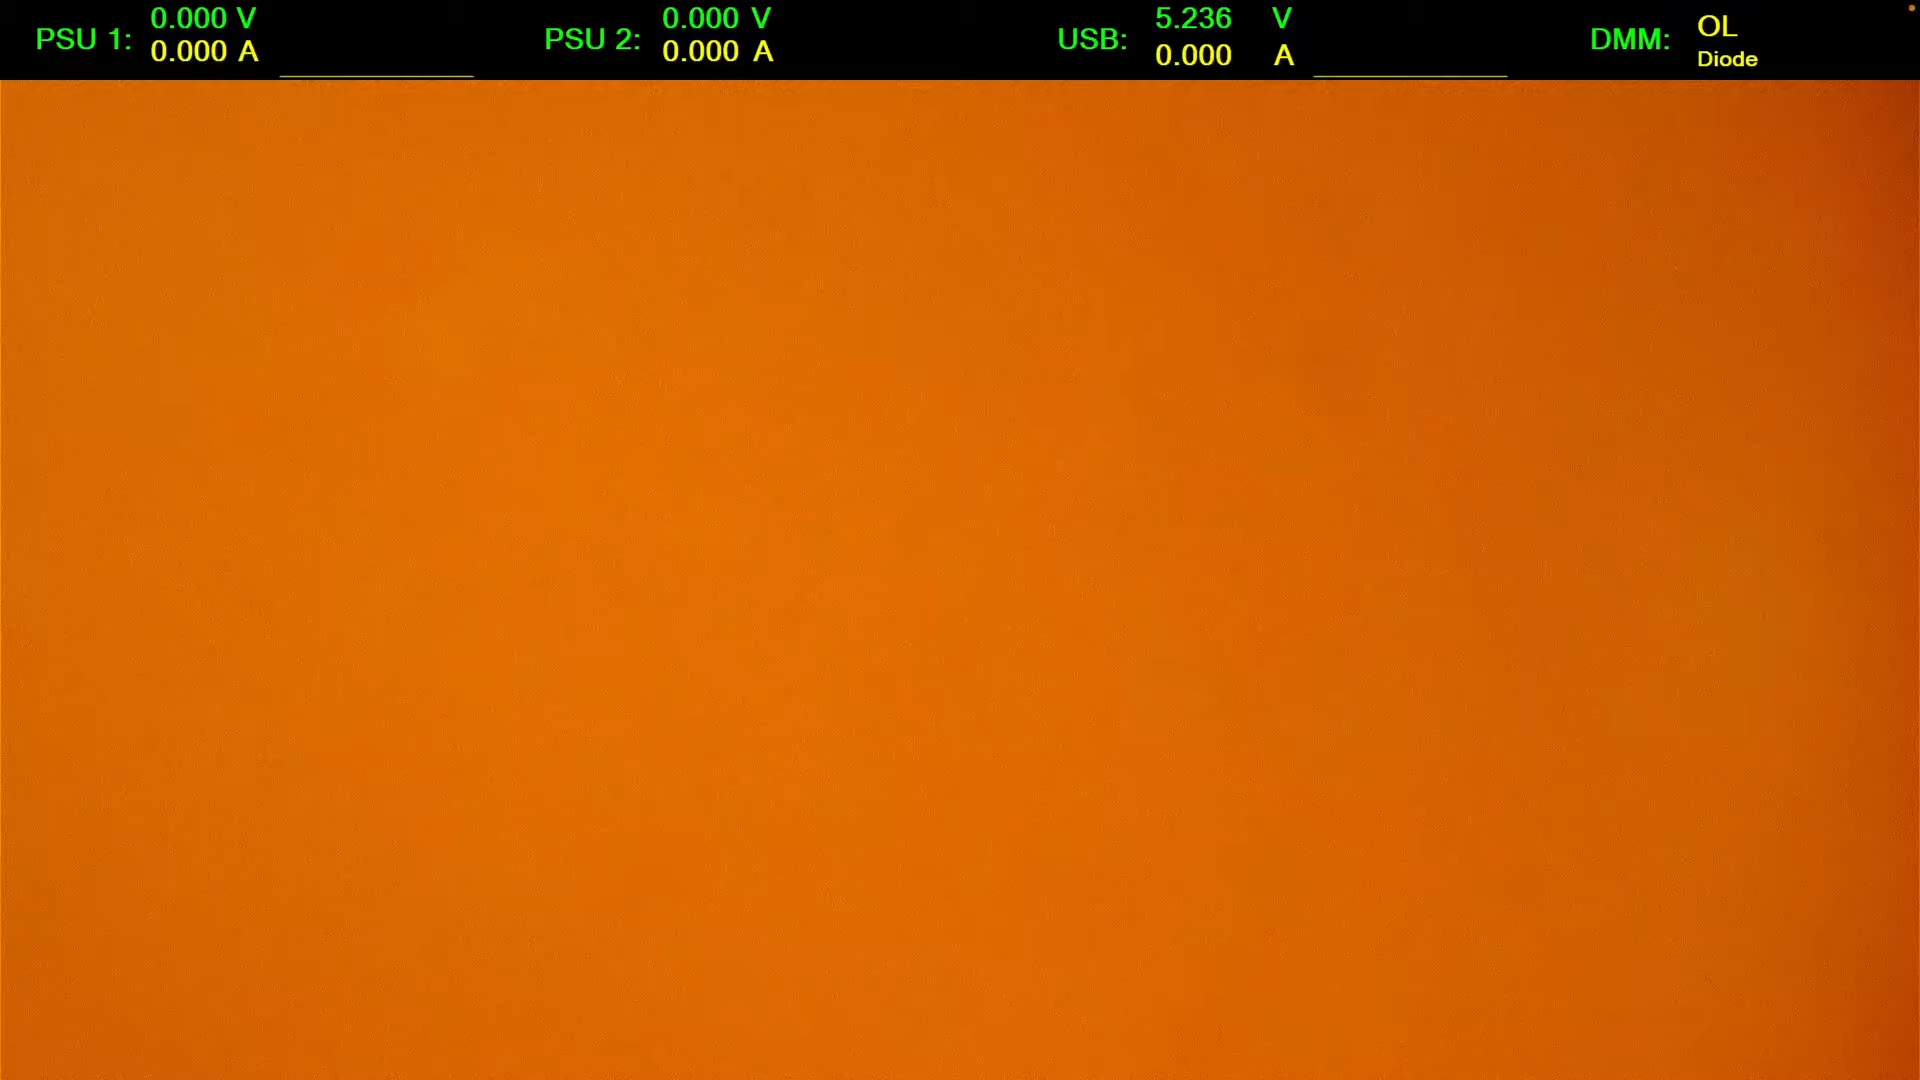 PSU 1: 0.000 V
0.000 A
PSU 2: 0.000 V
0.000 A
USB: 5.236 V
0.000 A
DMM: OL
Diode